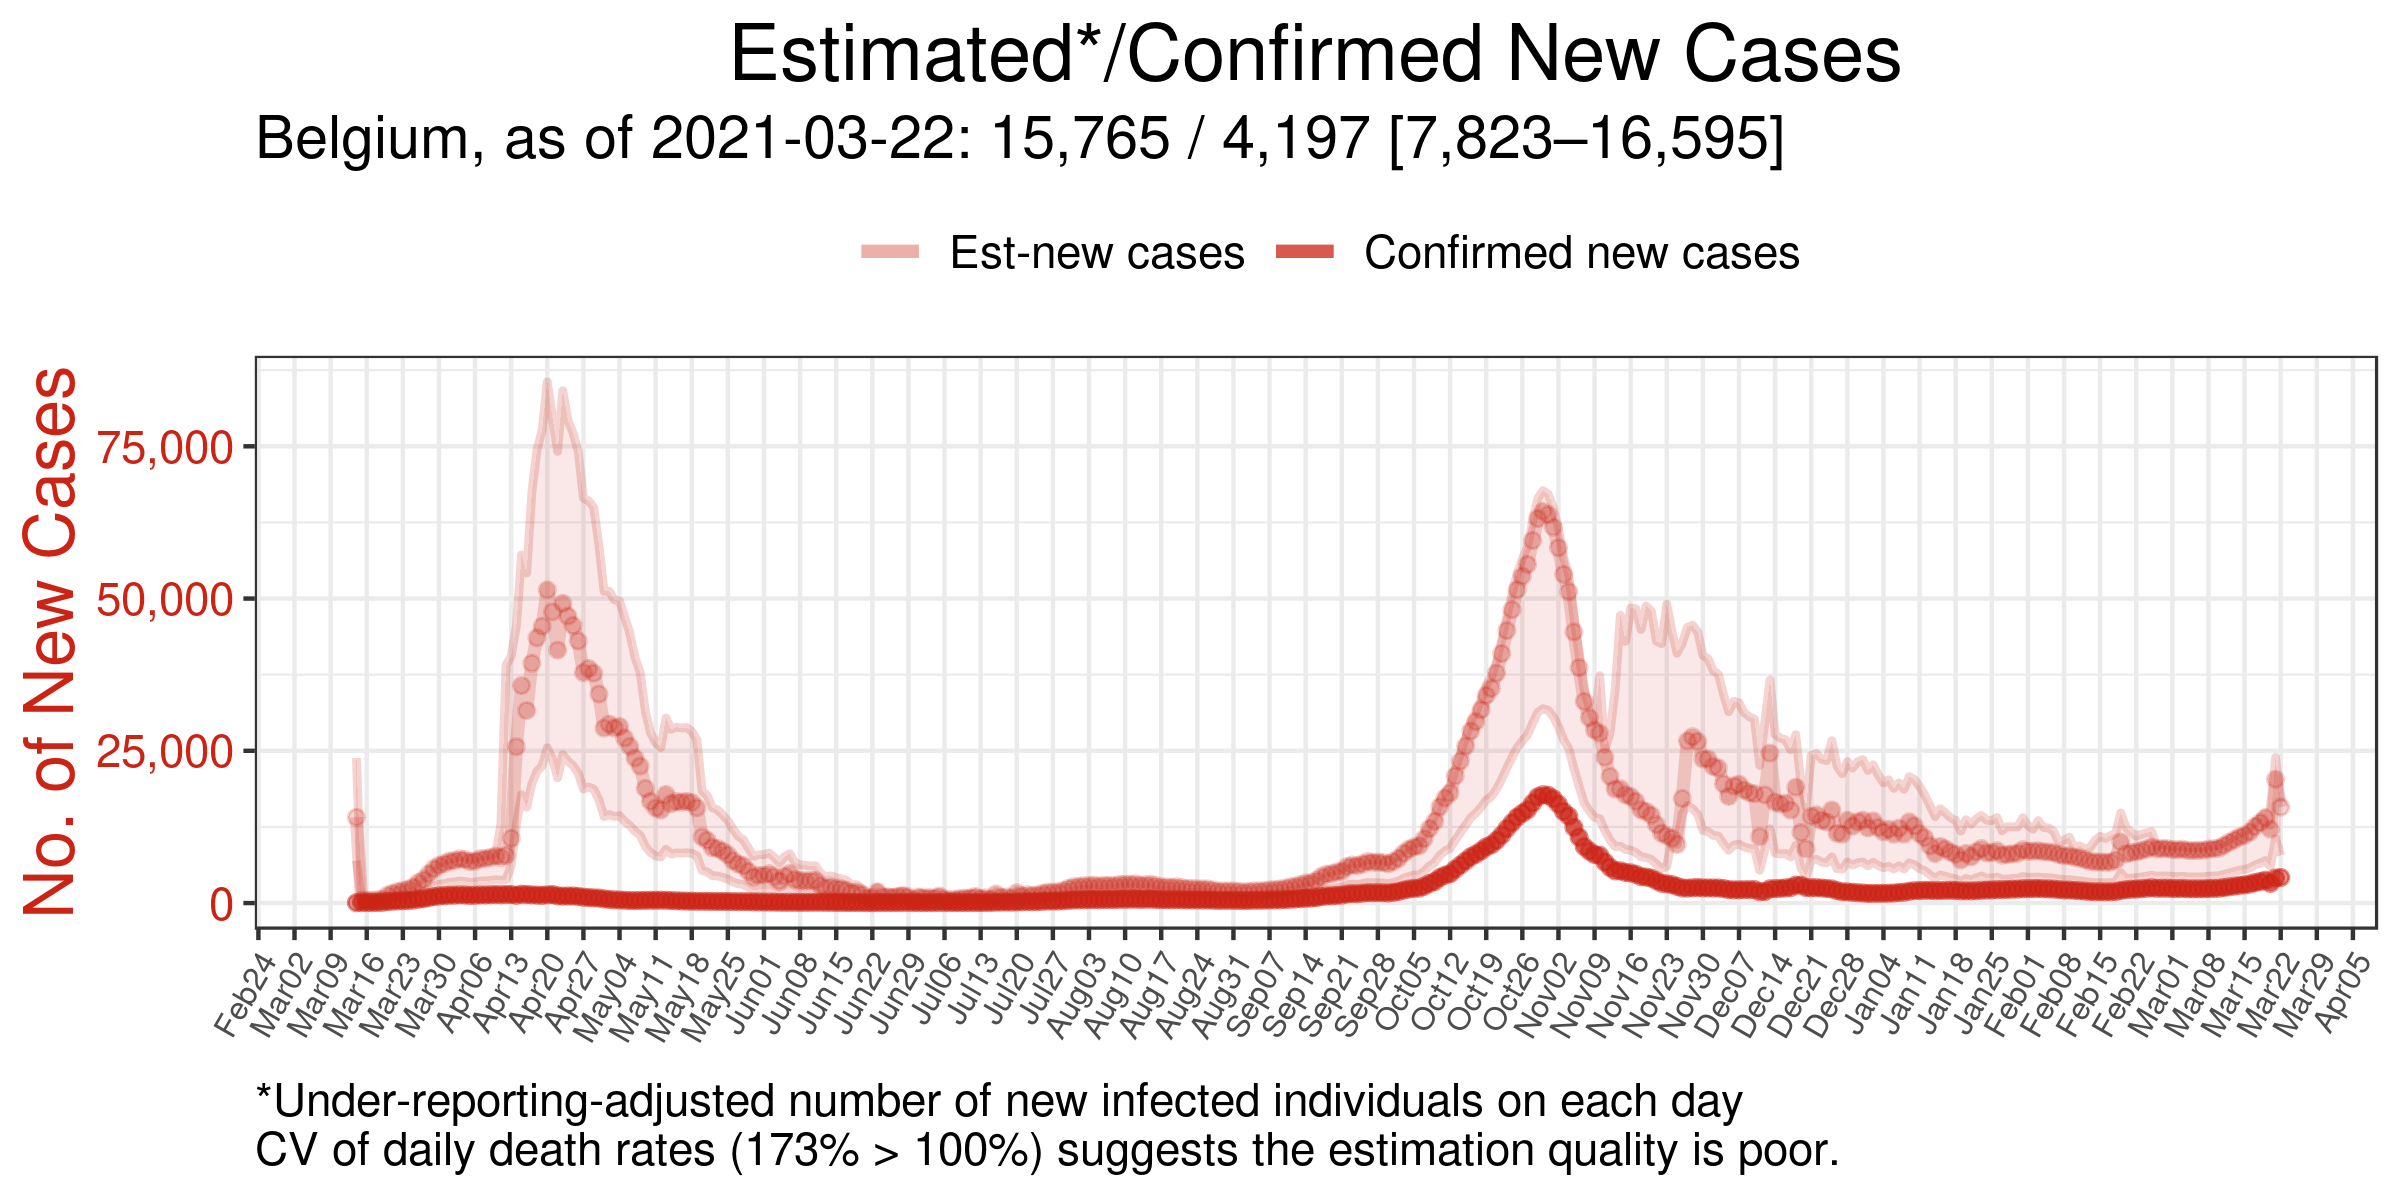 Estimated*/Confirmed New Cases
Belgium, as of 2021-03-22: 15,765 / 4,197 [7,823–16,595]
Est-new cases Confirmed new cases
No. of New Cases
75,000
50,000
25,000
0
Feb24 Mar02 Mar09 Mar16 Mar23 Mar30 Apr06 Apr13 Apr20 Apr27 May04 May11 May18 May25 Jun01 Jun08 Jun15 Jun22 Jun29 Jul06 Jul13 Jul20 Jul27 Aug03 Aug10 Aug17 Aug24 Aug31 Sep07 Sep14 Sep21 Sep28 Oct05 Oct12 Oct19 Oct26 Nov02 Nov09 Nov16 Nov23 Nov30 Dec07 Dec14 Dec21 Dec28 Jan04 Jan11 Jan18 Jan25 Feb01 Feb08 Feb15 Feb22 Mar01 Mar08 Mar15 Mar22 Mar29 Apr05
*Under-reporting-adjusted number of new infected individuals on each day
CV of daily death rates (173% > 100%) suggests the estimation quality is poor.